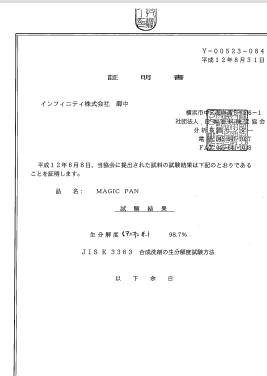 Y-00523-084
平成12年8月31日
証明書
インフィニティ株式会社 御中
横浜市中
社団法人
分析
平成12年8月8日、当協会に提出された試料の試験結果は下記のとおりである
ことを証明します。
品名: MAGIC PAN
試験結果
生分解度 98.7%
JIS K 3363 合成洗剤の生分解度試験方法
以下余白